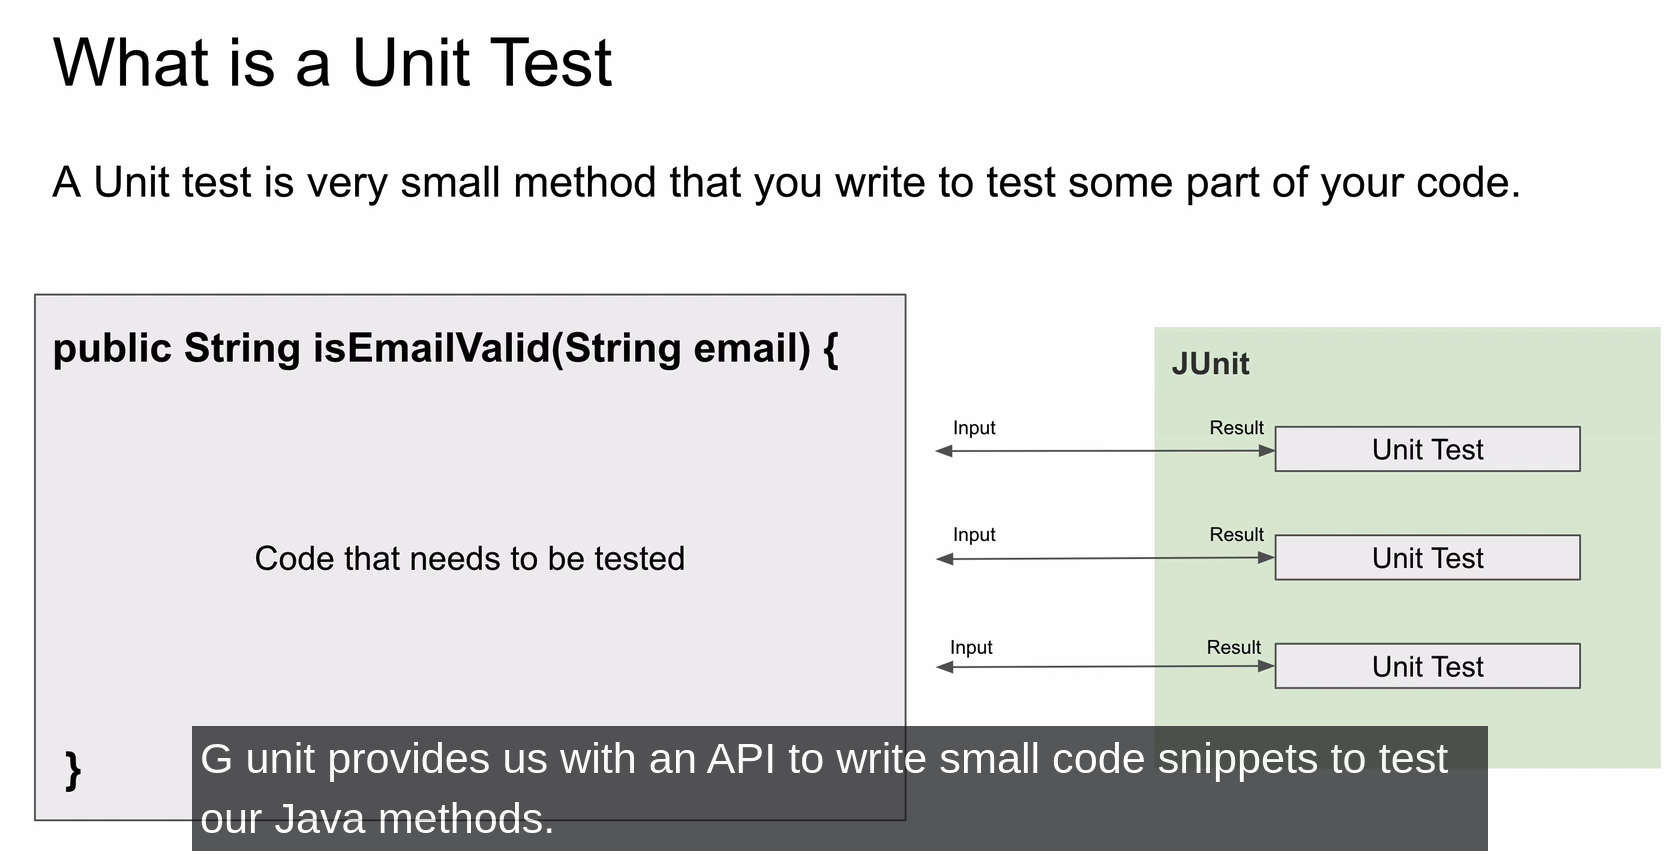 What is a Unit Test
A Unit test is very small method that you write to test some part of your code.
public String isEmailValid(String email) {
Code that needs to be tested
}
JUnit
Input Result Unit Test
Input Result Unit Test
Input Result Unit Test
G unit provides us with an API to write small code snippets to test
our Java methods.